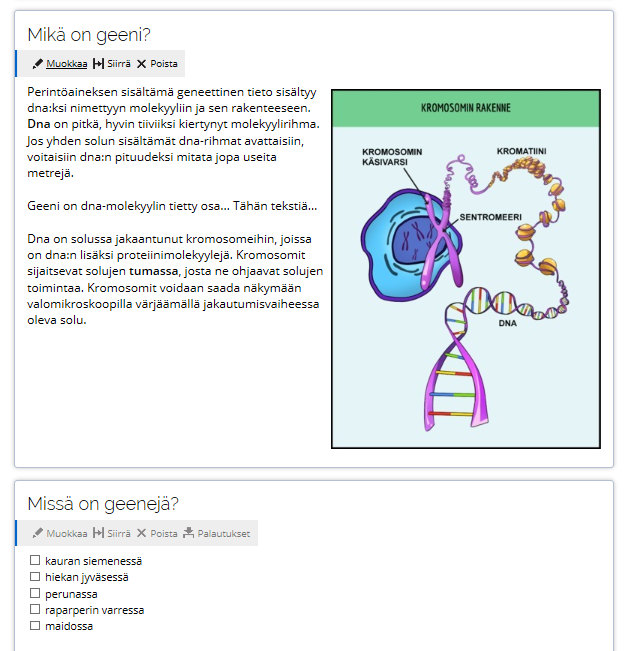 Mikä on geeni?
Muokkaa Siirrä Poista
Perintöaineksen sisältämä geneettinen tieto sisältyy
dna:ksi nimettyyn molekyyliin ja sen rakenteeseen.
Dna on pitkä, hyvin tiiviiksi kiertynyt molekyylirihma.
Jos yhden solun sisältämät dna-rihmat avattaisiin,
voitaisiin dna:n pituudeksi mitata jopa useita
metrejä.
Geeni on dna-molekyylin tietty osa... Tähän tekstiä...
Dna on solussa jakaantunut kromosomeihin, joissa
on dna:n lisäksi proteiinimolekyylejä. Kromosomit
sijaitsevat solujen tumassa, josta ne ohjaavat solujen
toimintaa. Kromosomit voidaan saada näkymään
valomikroskoopilla värjäämällä jakautumisvaiheessa
oleva solu.
KROMOSOMIN RAKENNE
KROMOSOMIN
KÄSIVARSI
KROMATIINI
SENTROMEERI
DNA
Missä on geenejä?
Muokkaa Siirrä Poista Palautukset
kauran siemenessä
hiekan jyväsessä
perunassa
raparperin varressa
maidossa